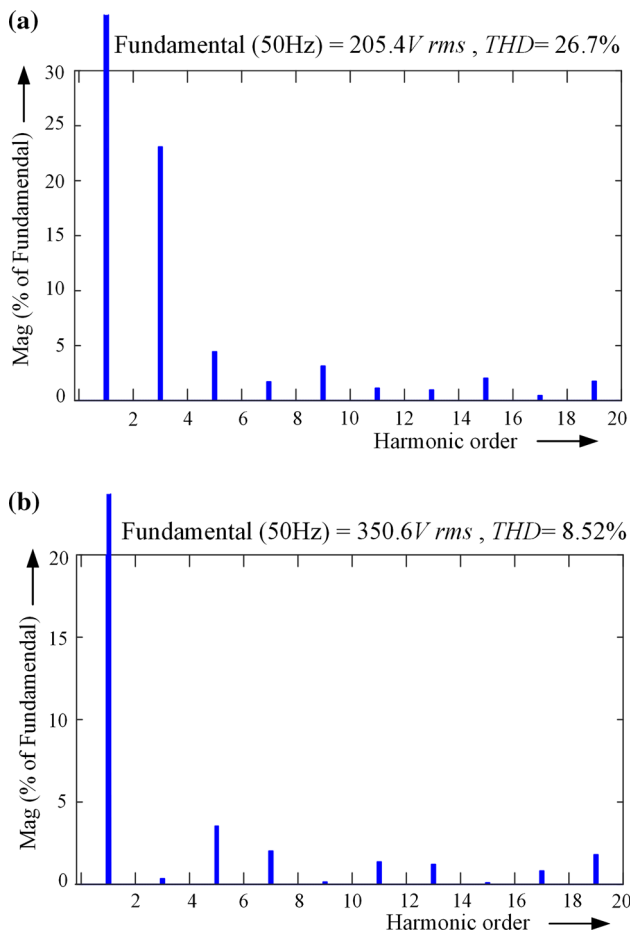 (a)
Fundamental (50Hz) = 205.4V rms , THD= 26.7%
Mag (% of Fundamendal)
30
25
20
15
10
5
0
2 4 6 8 10 12 14 16 18 20
Harmonic order
(b)
Fundamental (50Hz) = 350.6V rms , THD= 8.52%
Mag (% of Fundamendal)
20
15
10
5
0
2 4 6 8 10 12 14 16 18 20
Harmonic order